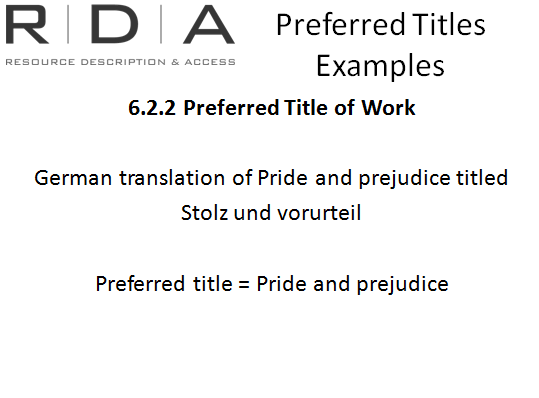 R | D | A
RESOURCE DESCRIPTION & ACCESS
Preferred Titles
Examples
6.2.2 Preferred Title of Work
German translation of Pride and prejudice titled
Stolz und vorurteil
Preferred title = Pride and prejudice